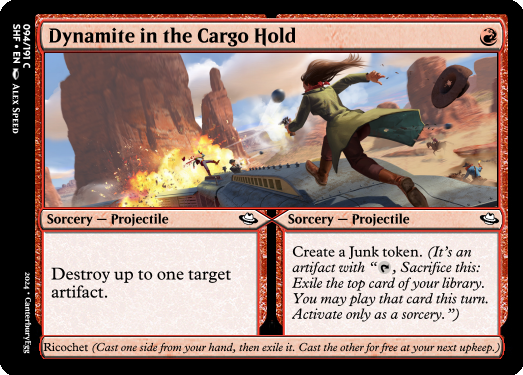 Dynamite in the Cargo Hold
094/191 C
SHF • EN ALEX SPEED
2024 • CanterburyEgg
Sorcery — Projectile
Destroy up to one target
artifact.
Sorcery — Projectile
Create a Junk token. (It's an
artifact with “, Sacrifice this:
Exile the top card of your library.
You may play that card this turn.
Activate only as a sorcery.”)
Ricochet (Cast one side from your hand, then exile it. Cast the other for free at your next upkeep.)